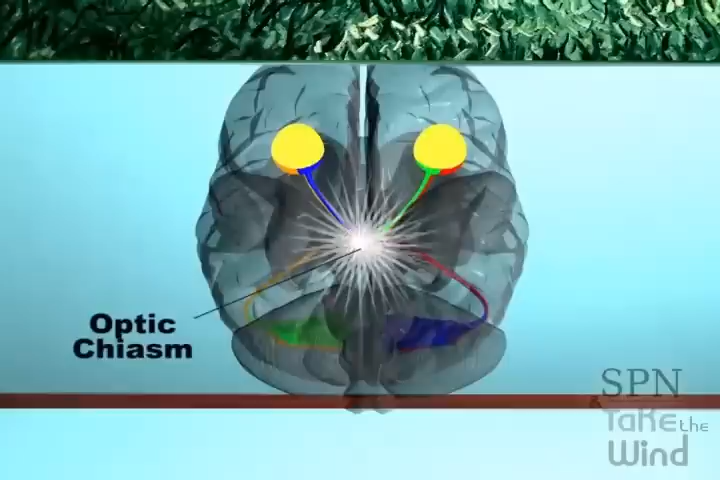 Optic
Chiasm
SPN
& Take the
Wind